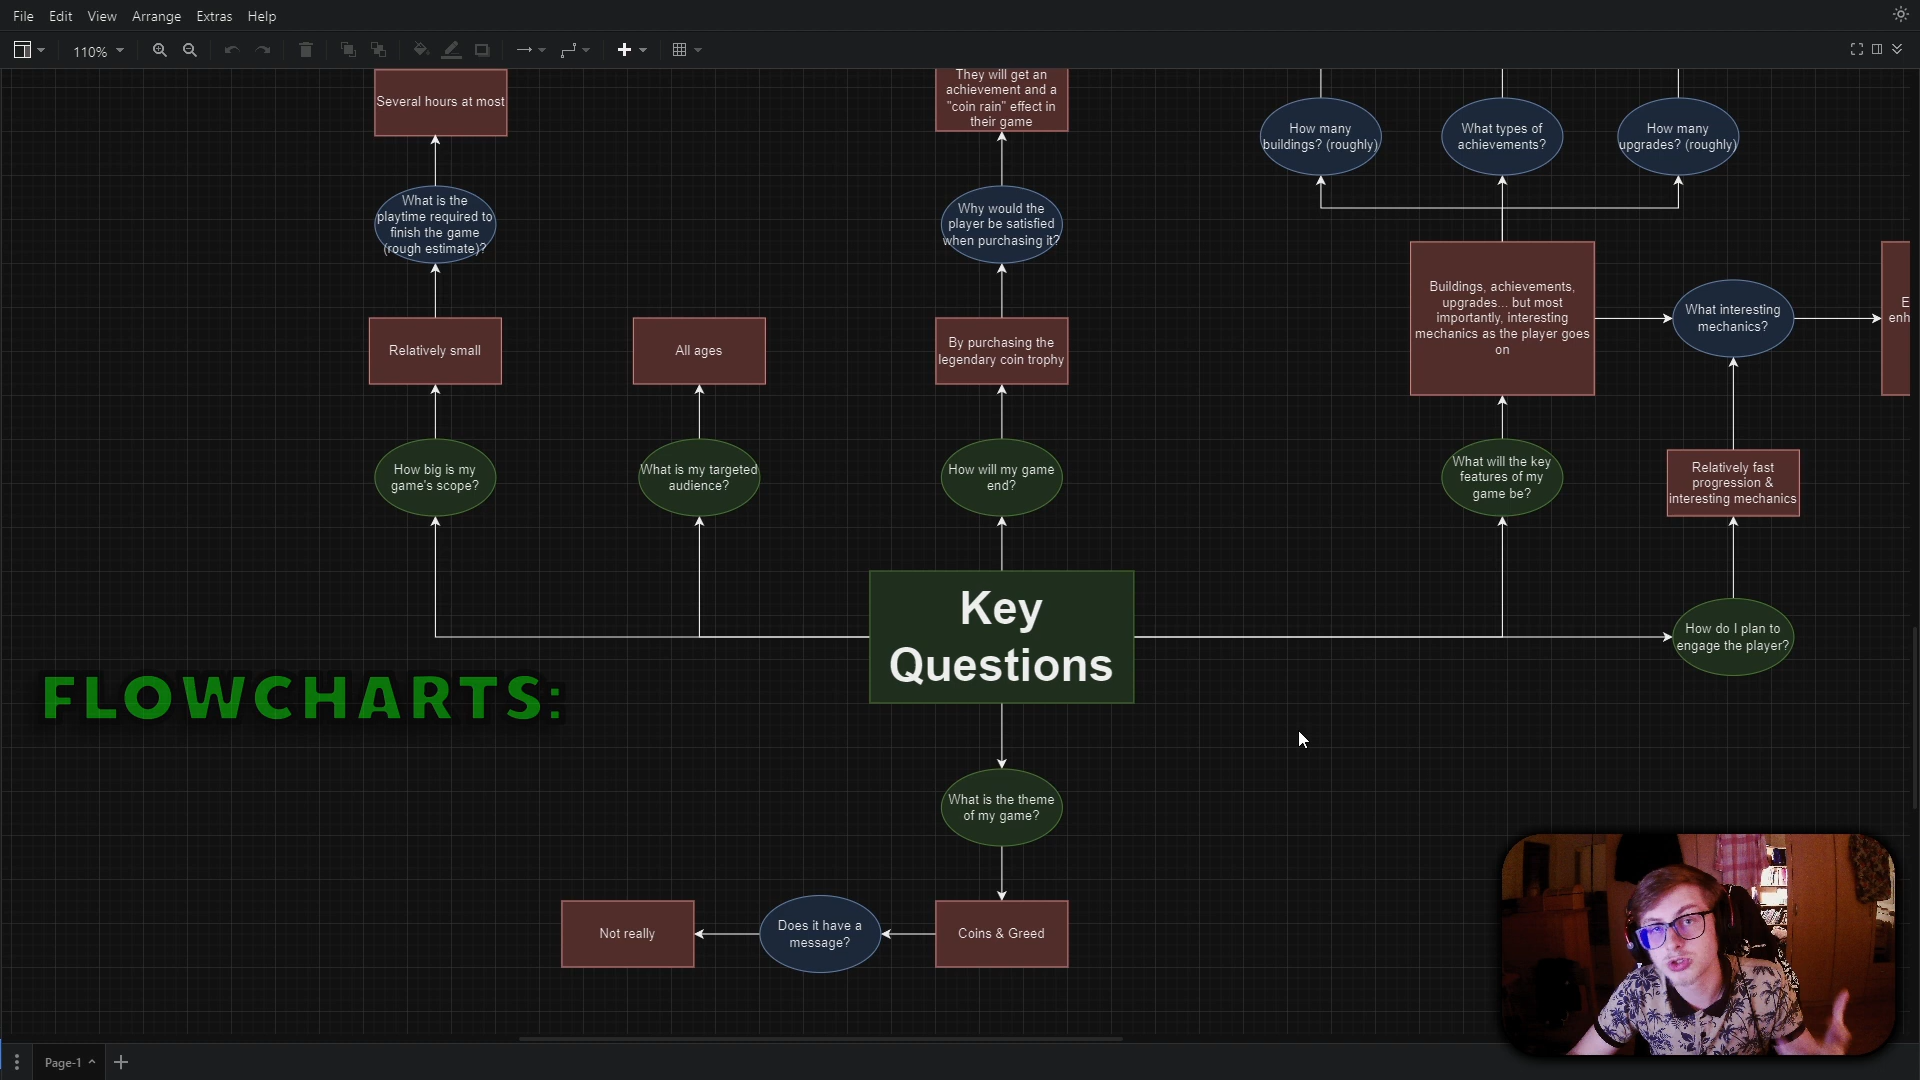 File Edit View Arrange Extras Help
110%
Several hours at most
They will get an
achievement and a
"coin rain" effect in
their game
How many
buildings? (roughly)
What types of
achievements?
How many
upgrades? (roughly)
What is the
playtime required to
finish the game
(rough estimate)?
Why would the
player be satisfied
when purchasing it?
Buildings, achievements,
upgrades... but most
importantly, interesting
mechanics as the player goes
on
What interesting
mechanics?
E
enh
Relatively small
All ages
By purchasing the
legendary coin trophy
How big is my
game's scope?
What is my targeted
audience?
How will my game
end?
What will the key
features of my
game be?
Relatively fast
progression &
interesting mechanics
Key
Questions
How do I plan to
engage the player?
FLOWCHARTS:
What is the theme
of my game?
Not really
Does it have a
message?
Coins & Greed
Page-1